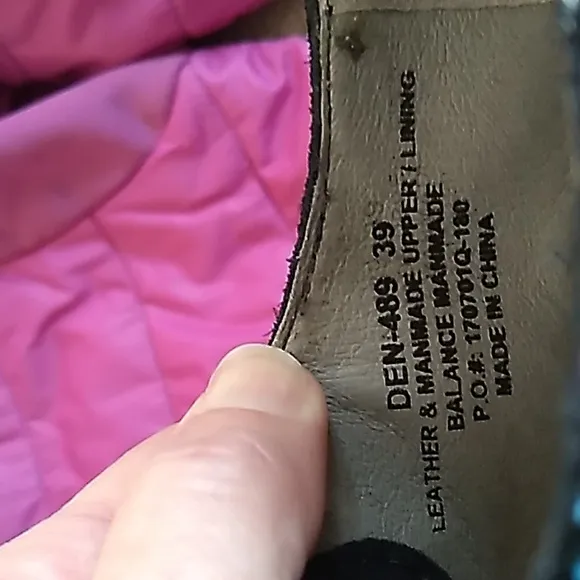 DEN-489 39
LEATHER & MANMADE UPPER / LINING
BALANCE MANMADE
P.O.#: 170701Q-180
MADE IN CHINA